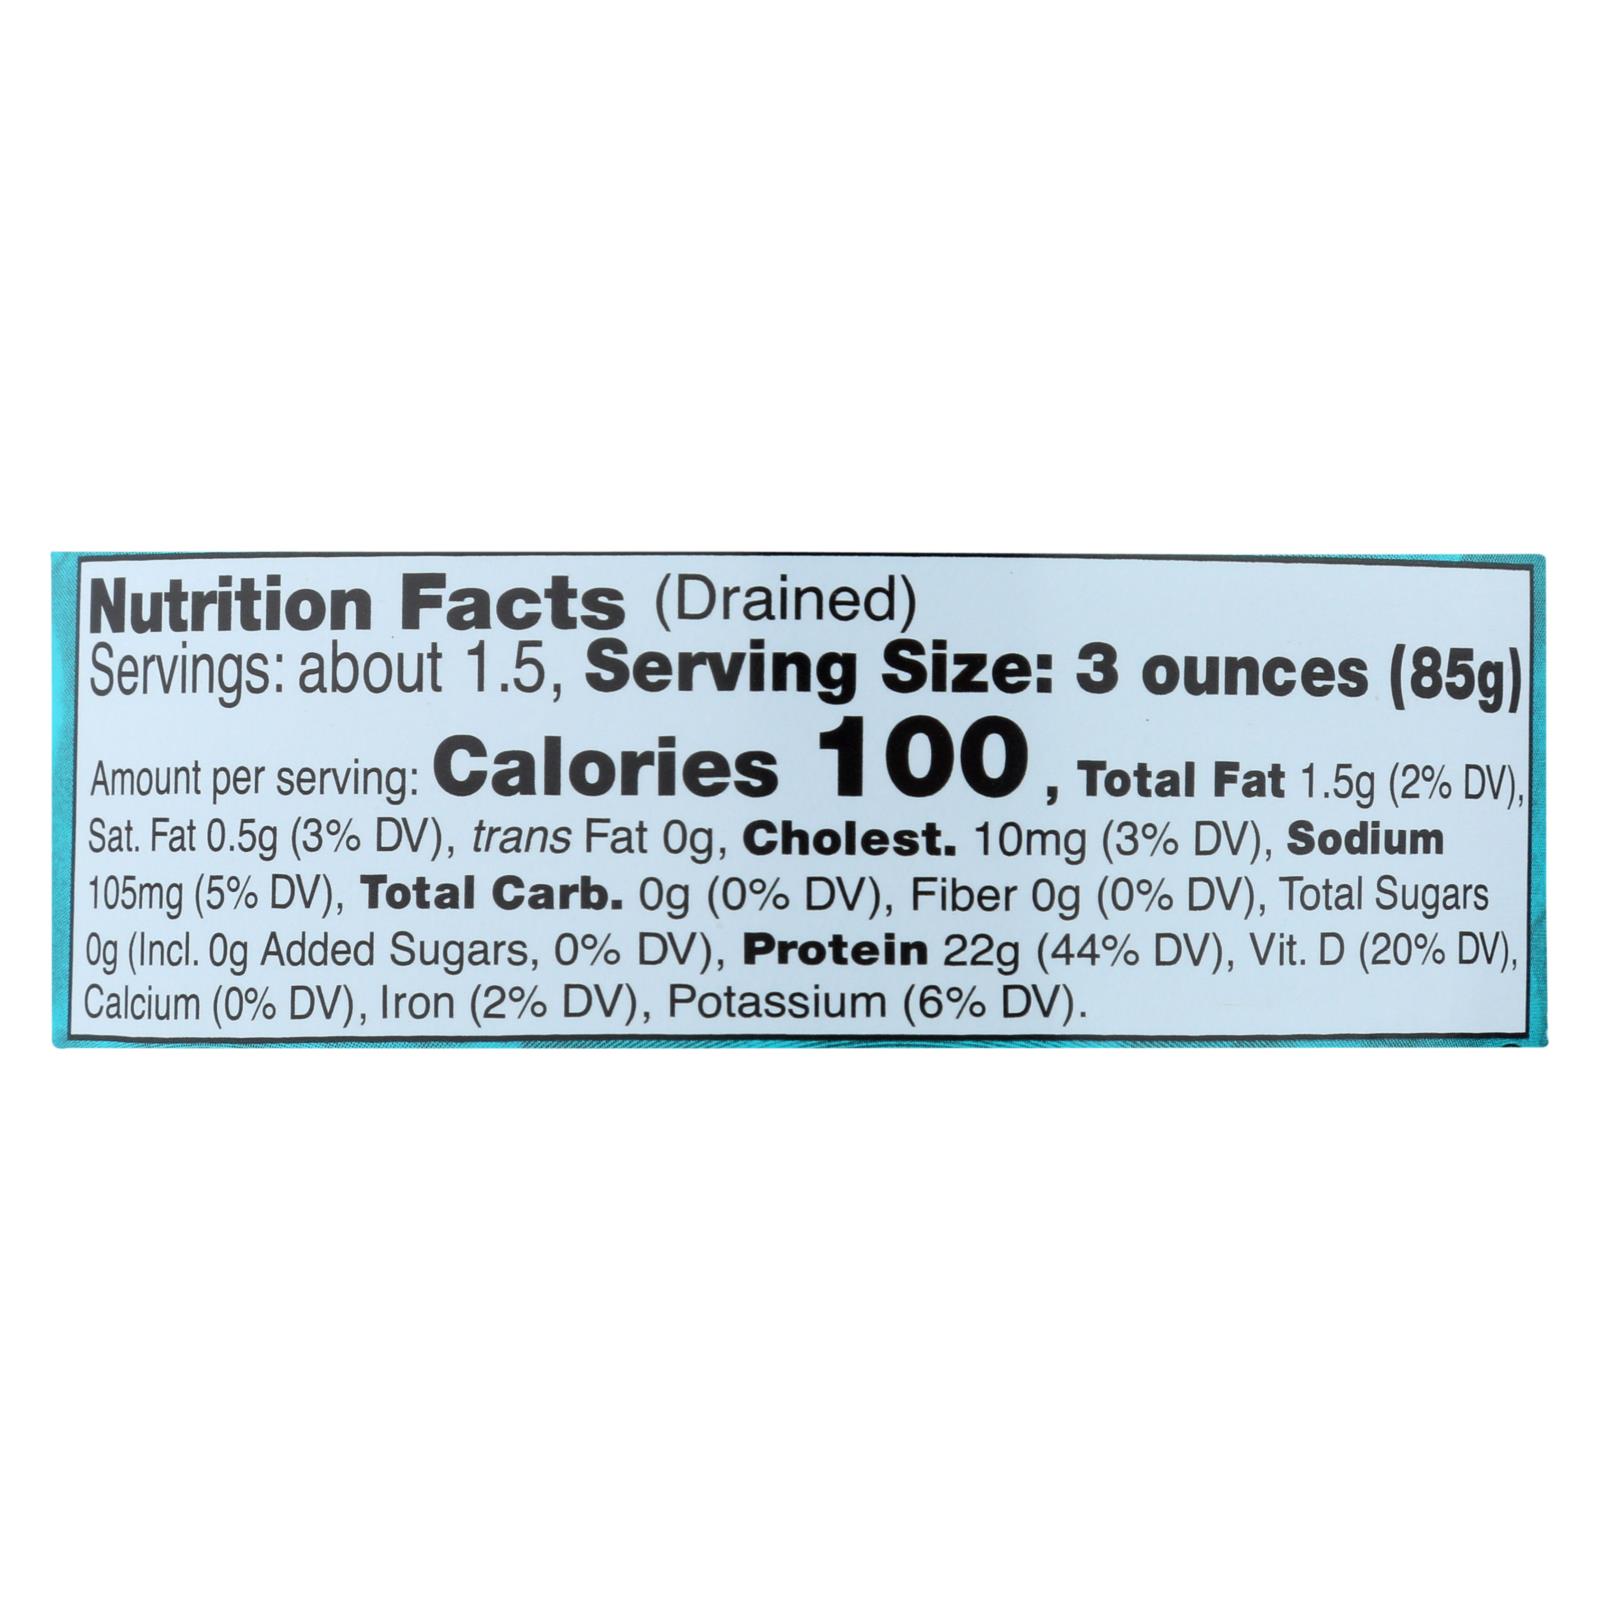 Nutrition Facts (Drained)
Servings: about 1.5, Serving Size: 3 ounces (85g)
Amount per serving: Calories 100, Total Fat 1.5g (2% DV),
Sat. Fat 0.5g (3% DV), trans Fat 0g, Cholest. 10mg (3% DV), Sodium
105mg (5% DV), Total Carb. 0g (0% DV), Fiber 0g (0% DV), Total Sugars
0g (Incl. 0g Added Sugars, 0% DV), Protein 22g (44% DV), Vit. D (20% DV),
Calcium (0% DV), Iron (2% DV), Potassium (6% DV).